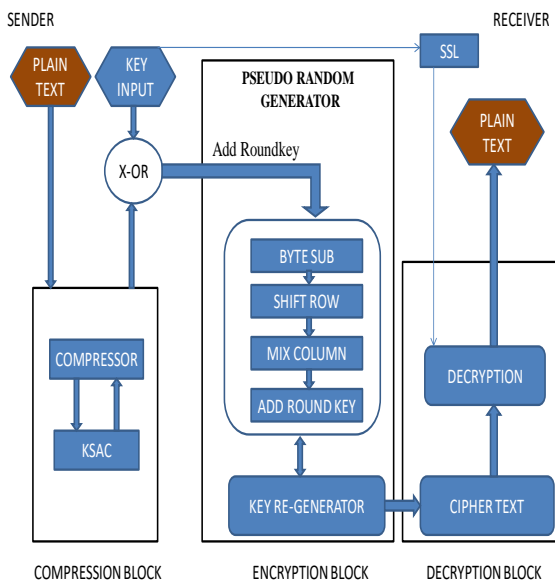 SENDER
RECEIVER
PLAIN
TEXT
KEY
INPUT
SSL
PSEUDO RANDOM
GENERATOR
PLAIN
TEXT
X-OR
Add Roundkey
BYTE SUB
SHIFT ROW
MIX COLUMN
ADD ROUND KEY
COMPRESSOR
KSAC
DECRYPTION
KEY RE-GENERATOR
CIPHER TEXT
COMPRESSION BLOCK
ENCRYPTION BLOCK
DECRYPTION BLOCK